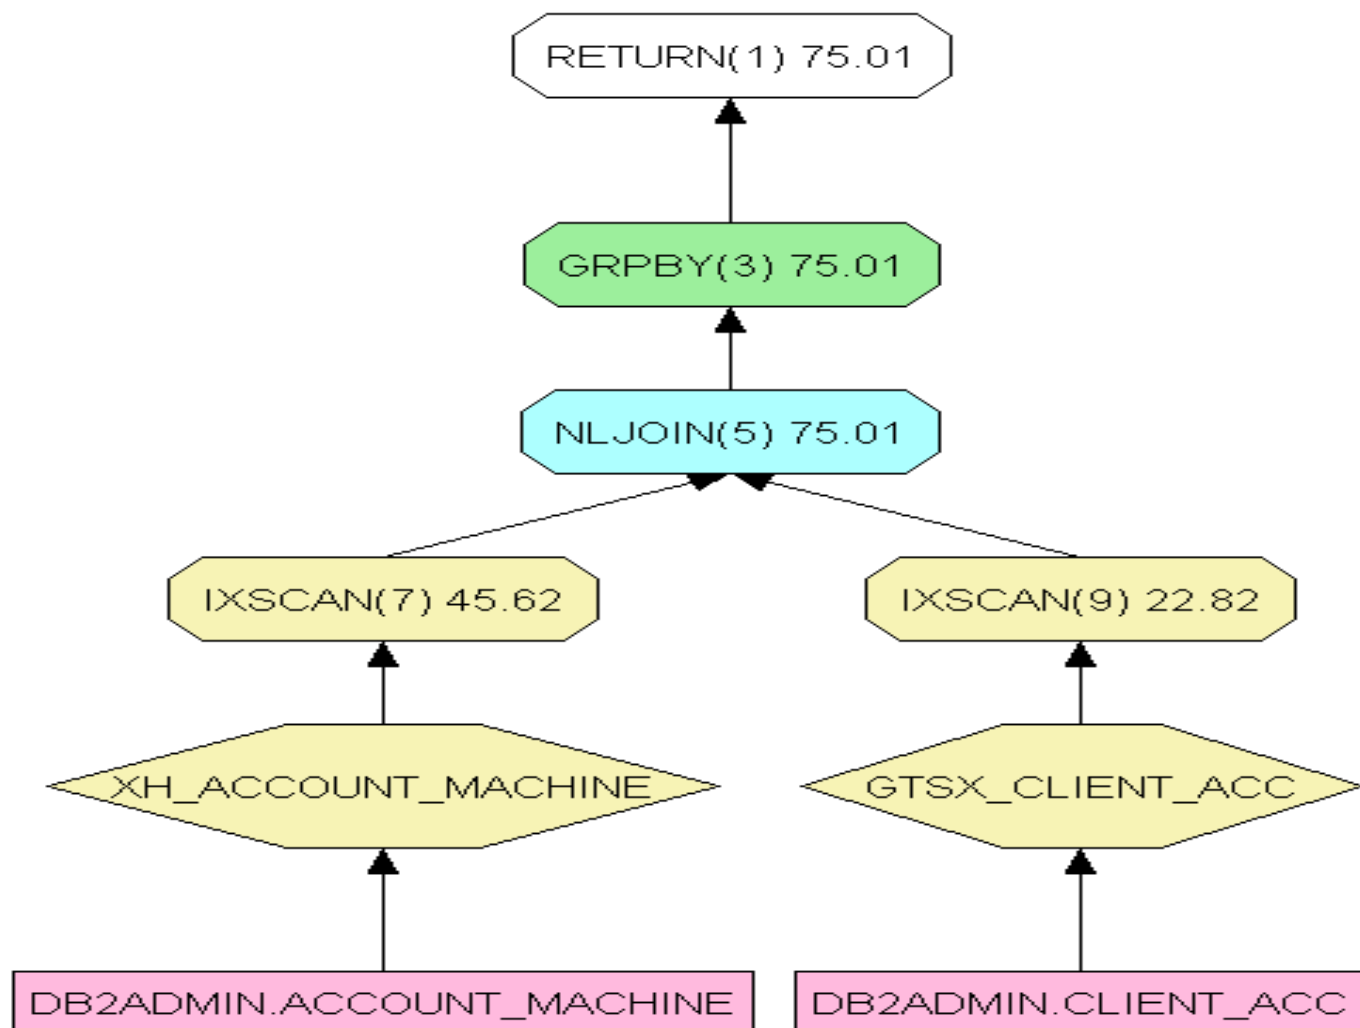 RETURN(1) 75.01
GRPBY(3) 75.01
NLJOIN(5) 75.01
IXSCAN(7) 45.62
IXSCAN(9) 22.82
XH_ACCOUNT_MACHINE
GTSX_CLIENT_ACC
DB2ADMIN.ACCOUNT_MACHINE
DB2ADMIN.CLIENT_ACC